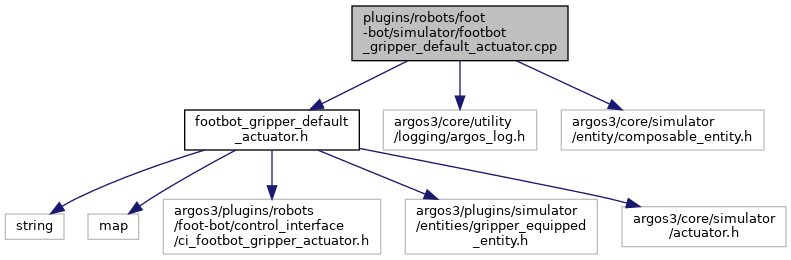 plugins/robots/foot
-bot/simulator/footbot
_gripper_default_actuator.cpp
footbot_gripper_default
_actuator.h
argos3/core/utility
/logging/argos_log.h
argos3/core/simulator
/entity/composable_entity.h
string
map
argos3/plugins/robots
/foot-bot/control_interface
/ci_footbot_gripper_actuator.h
argos3/plugins/simulator
/entities/gripper_equipped
_entity.h
argos3/core/simulator
/actuator.h